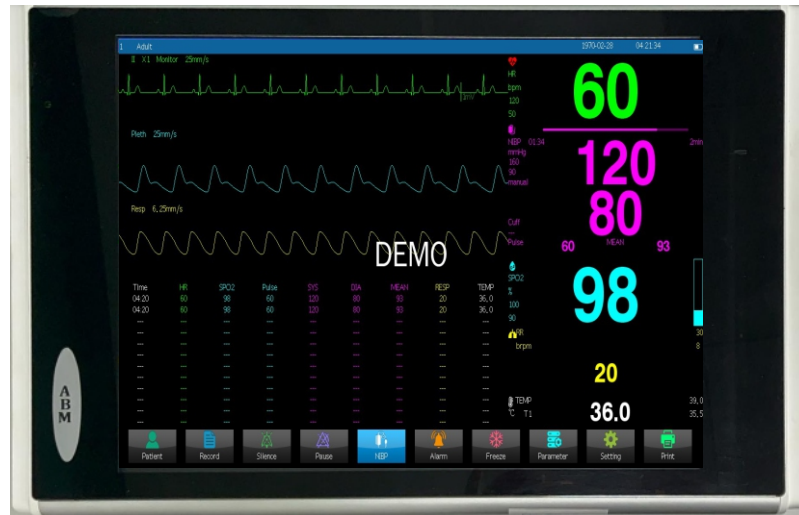 1 Adult 1970-02-28 04:21:34
II X1 Monitor 25mm/s
1mV
HR
bpm
120
50
60
Pleth 25mm/s
NIBP 01:34 2min
mmHg
160
90
manual
120
80
Resp 6.25mm/s
Cuff
---
Pulse 60 MEAN 93
DEMO
SPO2
%
100
90
98
Time HR SPO2 Pulse SYS DIA MEAN RESP TEMP
04:20 60 98 60 120 80 93 20 36.0
04:20 60 98 60 120 80 93 20 36.0
--- --- --- --- --- --- --- --- ---
--- --- --- --- --- --- --- --- ---
--- --- --- --- --- --- --- --- ---
--- --- --- --- --- --- --- --- ---
--- --- --- --- --- --- --- --- ---
--- --- --- --- --- --- --- --- ---
--- --- --- --- --- --- --- --- ---
--- --- --- --- --- --- --- --- ---
--- --- --- --- --- --- --- --- ---
RR 30
brpm 8
20
TEMP 39.0
°C T1 36.0 35.5
Patient Record Silence Pause NIBP Alarm Freeze Parameter Setting Print
ABM